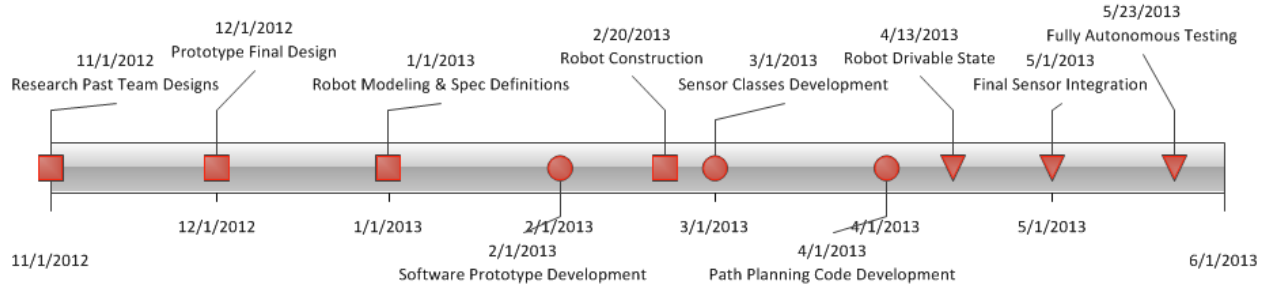 11/1/2012
Research Past Team Designs
12/1/2012
Prototype Final Design
1/1/2013
Robot Modeling & Spec Definitions
2/20/2013
Robot Construction
3/1/2013
Sensor Classes Development
4/13/2013
Robot Drivable State
5/1/2013
Final Sensor Integration
5/23/2013
Fully Autonomous Testing
12/1/2012
1/1/2013
2/1/2013
3/1/2013
4/1/2013
5/1/2013
2/1/2013
Software Prototype Development
4/1/2013
Path Planning Code Development
11/1/2012
6/1/2013